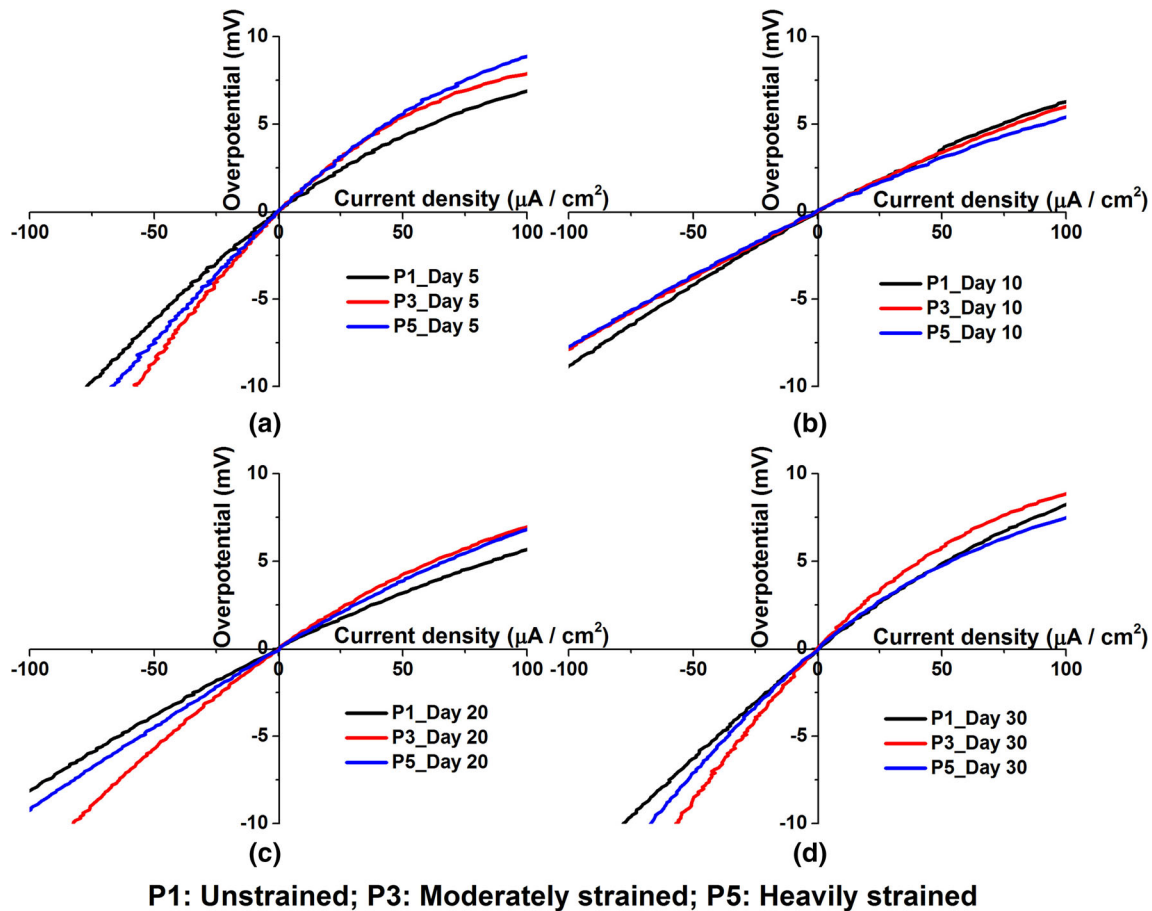 Overpotential (mV)
10
5
0
-5
-10
Current density (μA / cm²)
-100 -50 0 50 100
P1_Day 5
P3_Day 5
P5_Day 5
(a)
Overpotential (mV)
10
5
0
-5
-10
Current density (μA / cm²)
-100 -50 0 50 100
P1_Day 10
P3_Day 10
P5_Day 10
(b)
Overpotential (mV)
10
5
0
-5
-10
Current density (μA / cm²)
-100 -50 0 50 100
P1_Day 20
P3_Day 20
P5_Day 20
(c)
Overpotential (mV)
10
5
0
-5
-10
Current density (μA / cm²)
-100 -50 0 50 100
P1_Day 30
P3_Day 30
P5_Day 30
(d)
P1: Unstrained; P3: Moderately strained; P5: Heavily strained